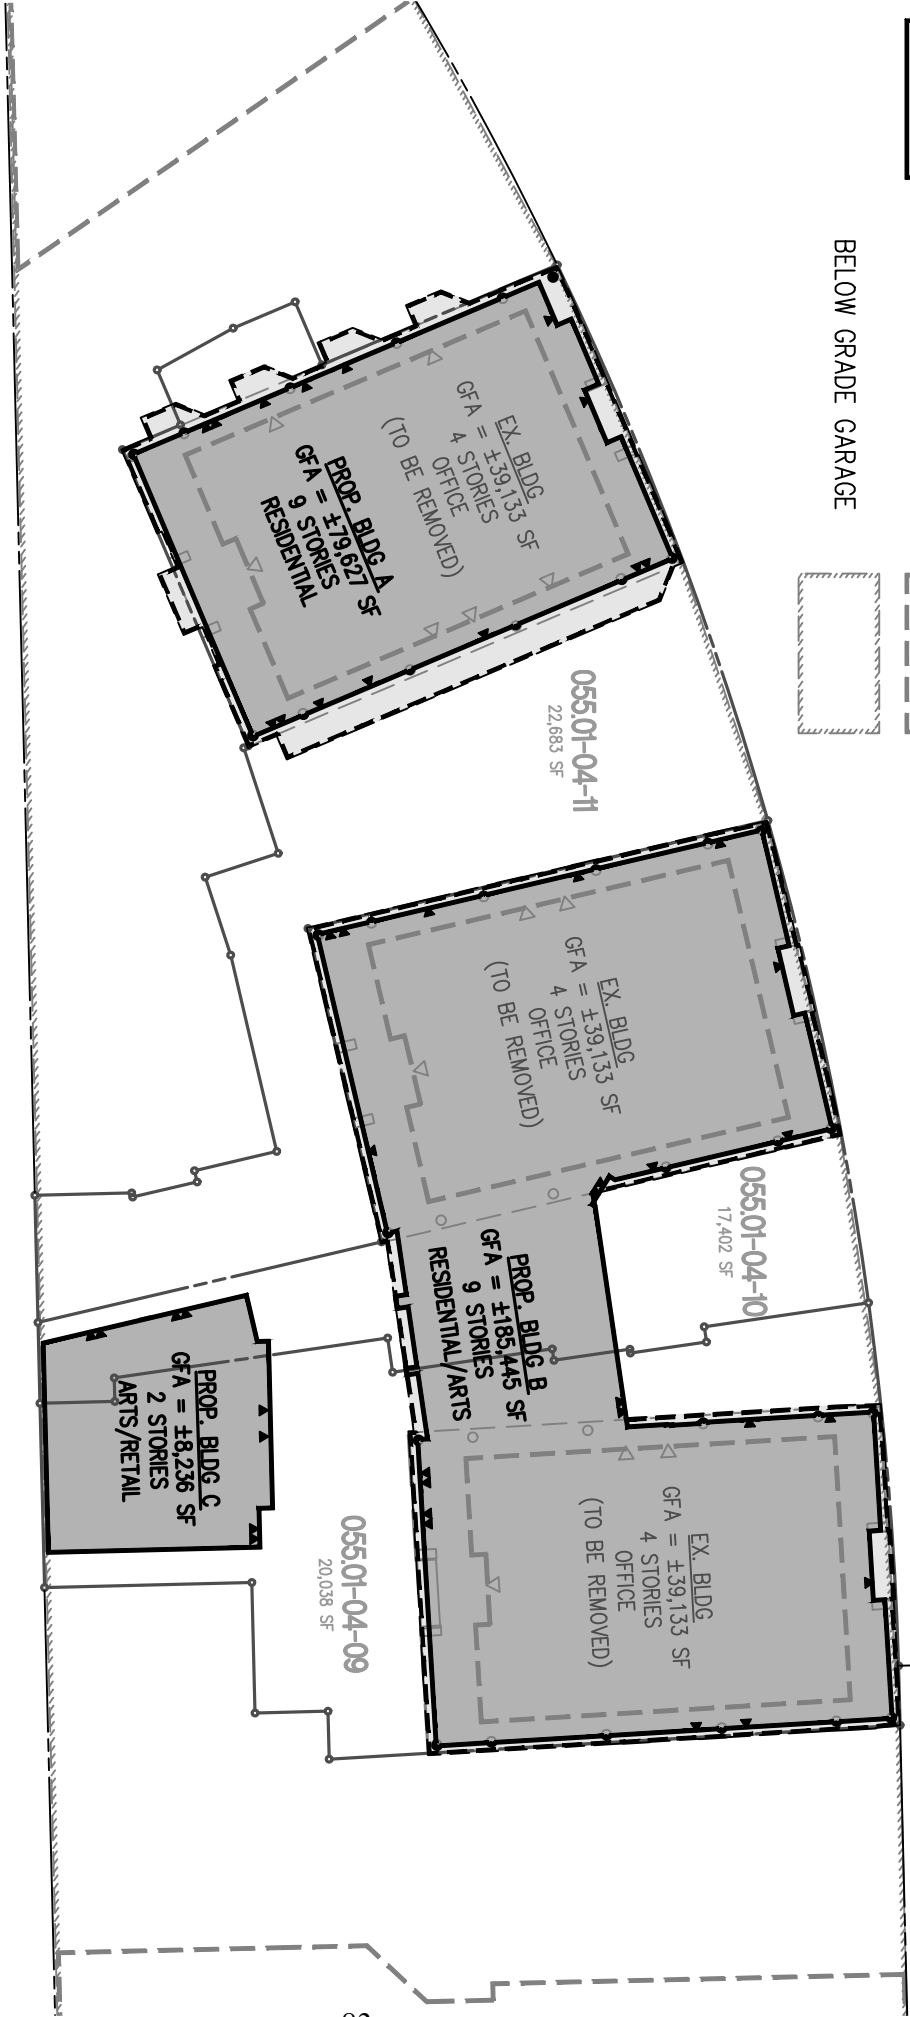 BELOW GRADE GARAGE
EX. BLDG
GFA = ±39,133 SF
4 STORIES
OFFICE
(TO BE REMOVED)
PROP. BLDG A
GFA = ±79,627 SF
9 STORIES
RESIDENTIAL
055.01-04-11
22,683 SF
EX. BLDG
GFA = ±39,133 SF
4 STORIES
OFFICE
(TO BE REMOVED)
055.01-04-10
17,402 SF
PROP. BLDG B
GFA = ±185,445 SF
9 STORIES
RESIDENTIAL/ARTS
PROP. BLDG C
GFA = ±8,236 SF
2 STORIES
ARTS/RETAIL
EX. BLDG
GFA = ±39,133 SF
4 STORIES
OFFICE
(TO BE REMOVED)
055.01-04-09
20,038 SF